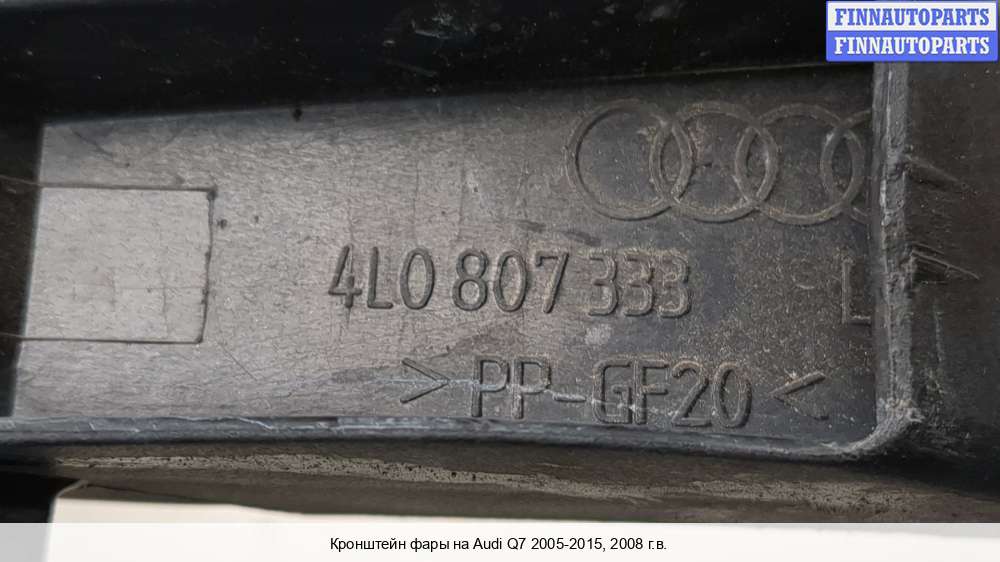 FINNAUTOPARTS
FINNAUTOPARTS
4L0 807 333
L
> PP-GF20 <
Кронштейн фары на Audi Q7 2005-2015, 2008 г.в.